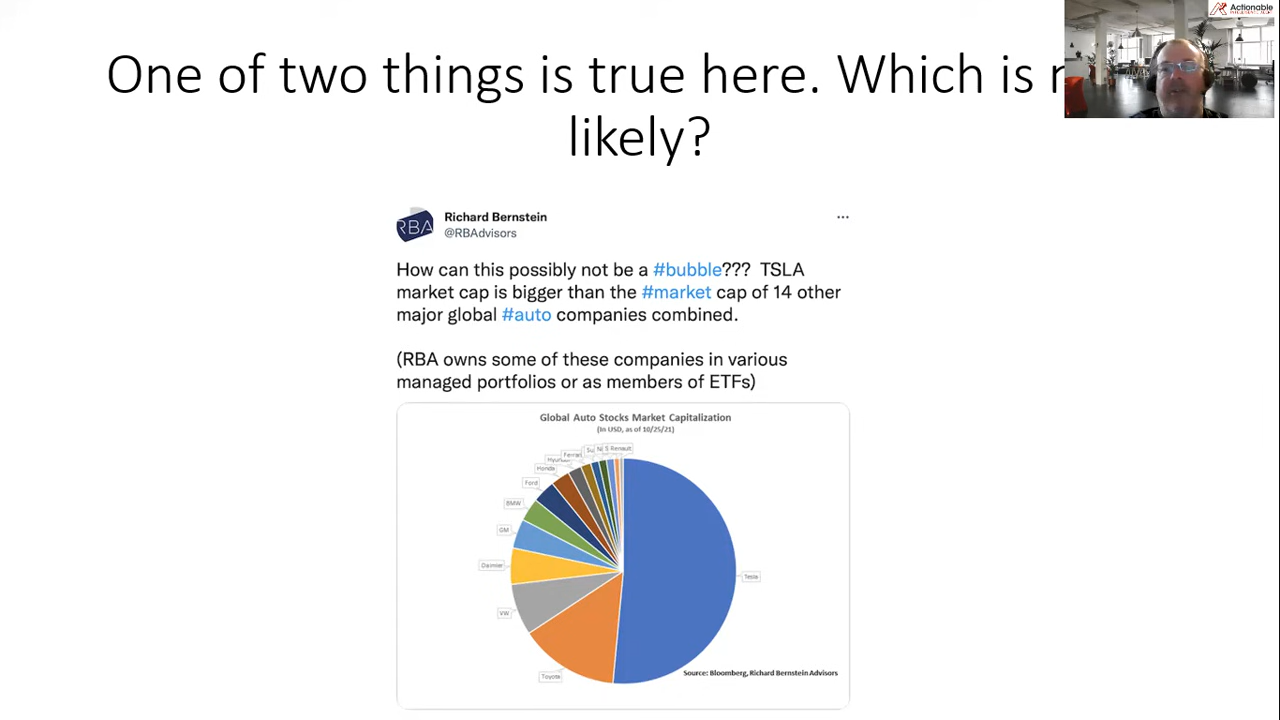 Actionable
One of two things is true here. Which is
likely?
RBA
Richard Bernstein
@RBAdvisors
...
How can this possibly not be a #bubble??? TSLA
market cap is bigger than the #market cap of 14 other
major global #auto companies combined.
(RBA owns some of these companies in various
managed portfolios or as members of ETFs)
Global Auto Stocks Market Capitalization
(In USD, as of 10/25/21)
Renault
Honda
Ford
BMW
GM
Daimler
Tesla
VW
Toyota
Source: Bloomberg, Richard Bernstein Advisors